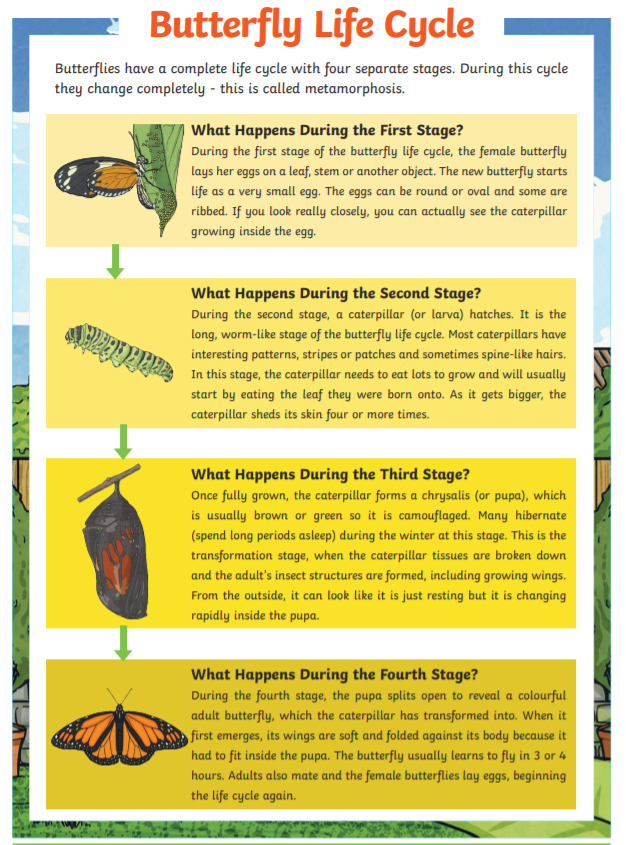 Butterfly Life Cycle
Butterflies have a complete life cycle with four separate stages. During this cycle
they change completely - this is called metamorphosis.
What Happens During the First Stage?
During the first stage of the butterfly life cycle, the female butterfly
lays her eggs on a leaf, stem or another object. The new butterfly starts
life as a very small egg. The eggs can be round or oval and some are
ribbed. If you look really closely, you can actually see the caterpillar
growing inside the egg.
What Happens During the Second Stage?
During the second stage, a caterpillar (or larva) hatches. It is the
long, worm-like stage of the butterfly life cycle. Most caterpillars have
interesting patterns, stripes or patches and sometimes spine-like hairs.
In this stage, the caterpillar needs to eat lots to grow and will usually
start by eating the leaf they were born onto. As it gets bigger, the
caterpillar sheds its skin four or more times.
What Happens During the Third Stage?
Once fully grown, the caterpillar forms a chrysalis (or pupa), which
is usually brown or green so it is camouflaged. Many hibernate
(spend long periods asleep) during the winter at this stage. This is the
transformation stage, when the caterpillar tissues are broken down
and the adult's insect structures are formed, including growing wings.
From the outside, it can look like it is just resting but it is changing
rapidly inside the pupa.
What Happens During the Fourth Stage?
During the fourth stage, the pupa splits open to reveal a colourful
adult butterfly, which the caterpillar has transformed into. When it
first emerges, its wings are soft and folded against its body because it
had to fit inside the pupa. The butterfly usually learns to fly in 3 or 4
hours. Adults also mate and the female butterflies lay eggs, beginning
the life cycle again.